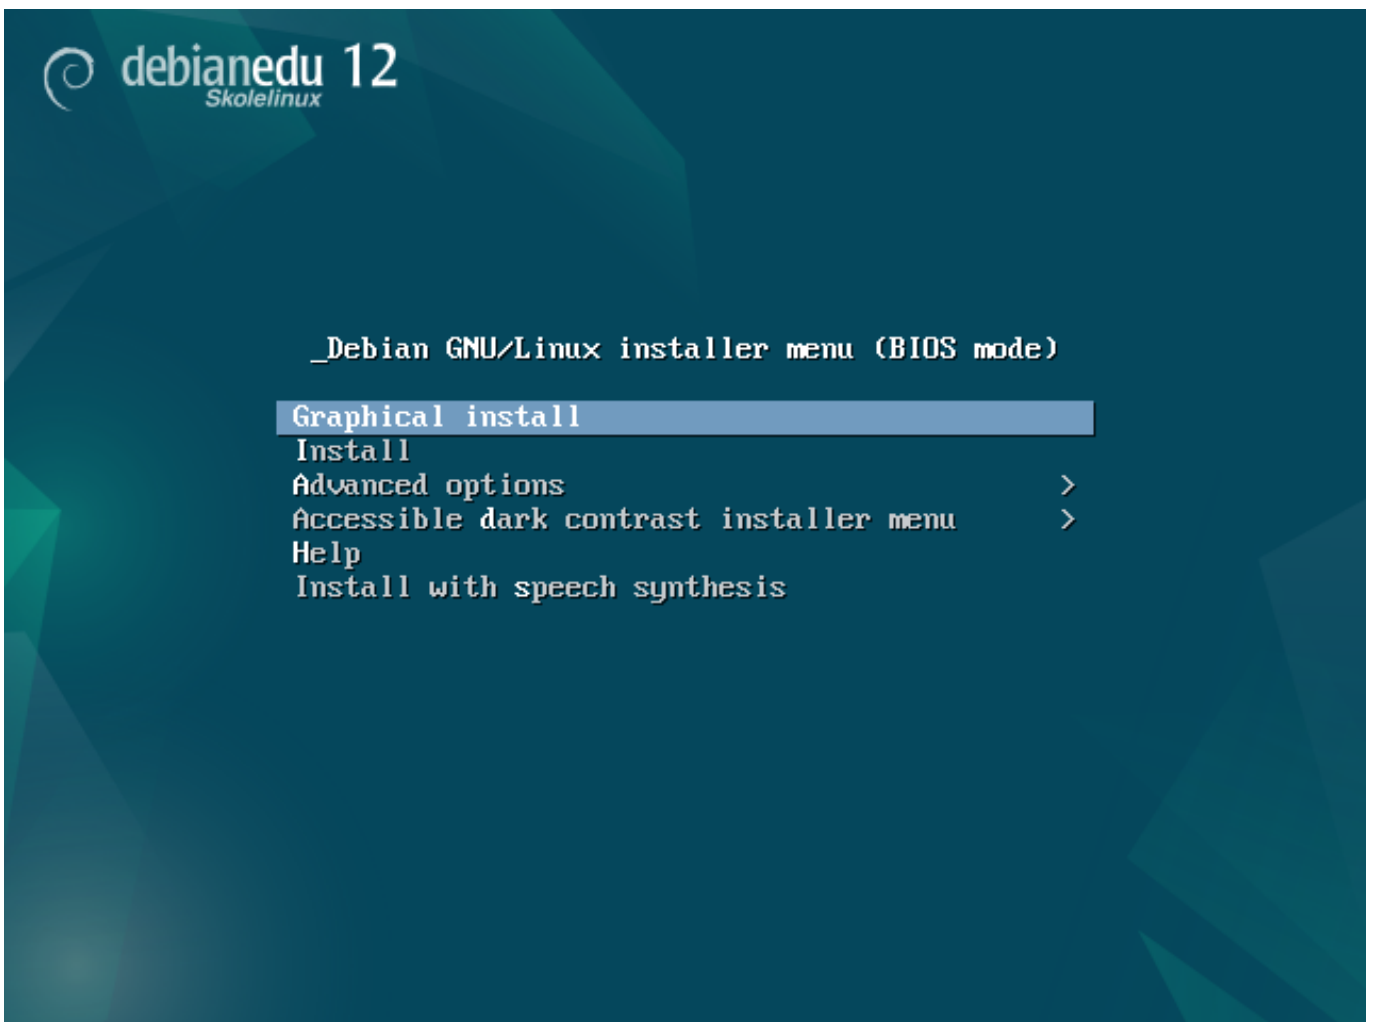 debianedu 12
Skolelinux
_Debian GNU/Linux installer menu (BIOS mode)
Graphical install
Install
Advanced options >
Accessible dark contrast installer menu >
Help
Install with speech synthesis